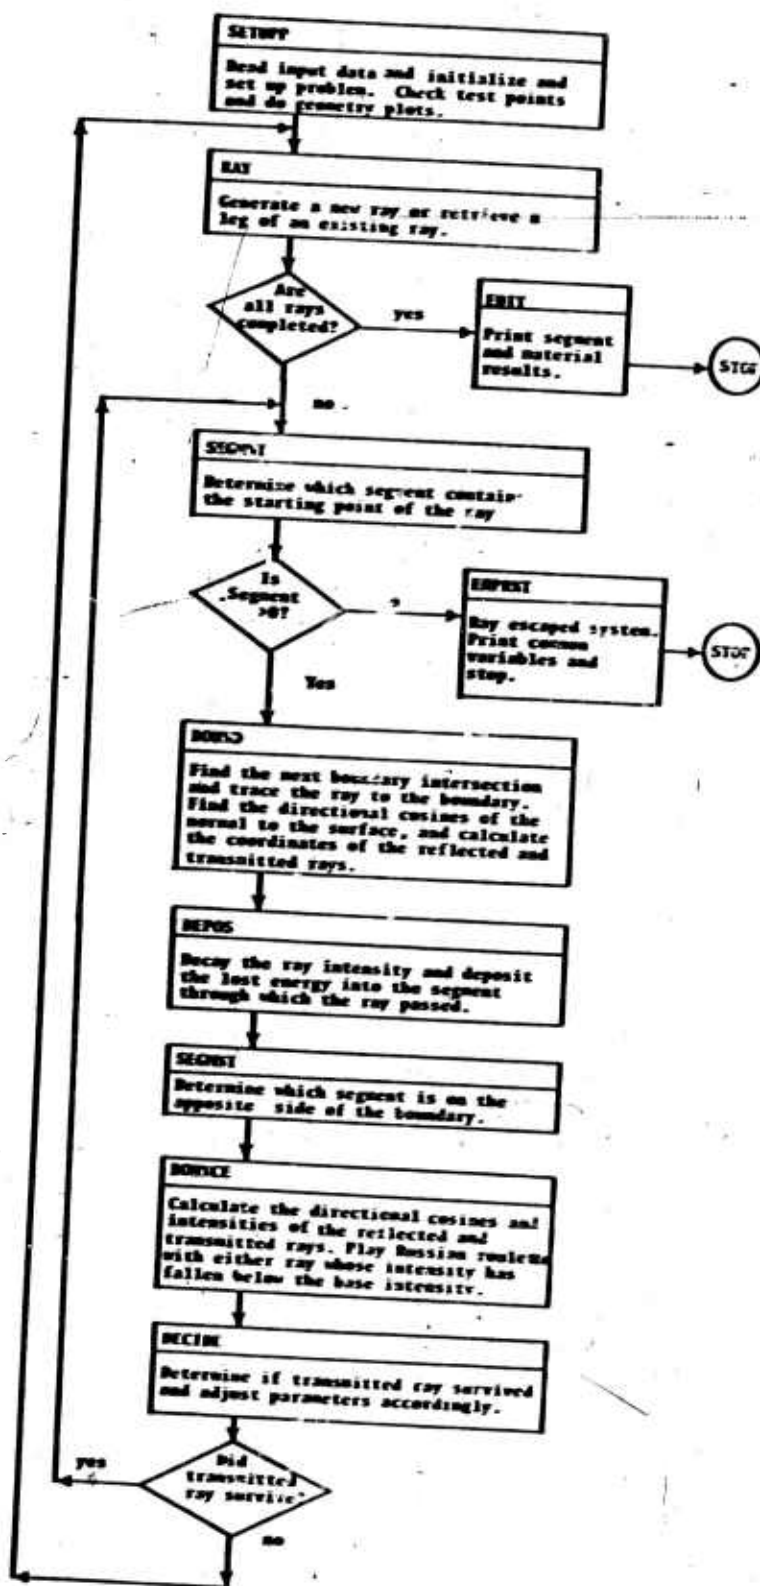 SETUPP
Read input data and initialize and
set up problem. Check test points
and do geometry plots.
RAY
Generate a new ray or retrieve a
leg of an existing ray.
Are
all rays
completed?
yes
EDIT
Print segment
and material
results.
STOP
no
Determine which segment contains
the starting point of the ray
Is
Segment
>0?
Ray escaped system.
Print common
variables and
stop.
STOP
Yes
Find the next boundary intersection
and trace the ray to the boundary.
Find the directional cosines of the
normal to the surface, and calculate
the coordinates of the reflected and
transmitted rays.
DEPOS
Decay the ray intensity and deposit
the lost energy into the segment
through which the ray passed.
Determine which segment is on the
opposite side of the boundary.
Calculate the directional cosines and
intensities of the reflected and
transmitted rays. Play Russian roulette
with either ray whose intensity has
fallen below the base intensity.
DECIDE
Determine if transmitted ray survived
and adjust parameters accordingly.
yes
Did
transmitted
ray survive?
no